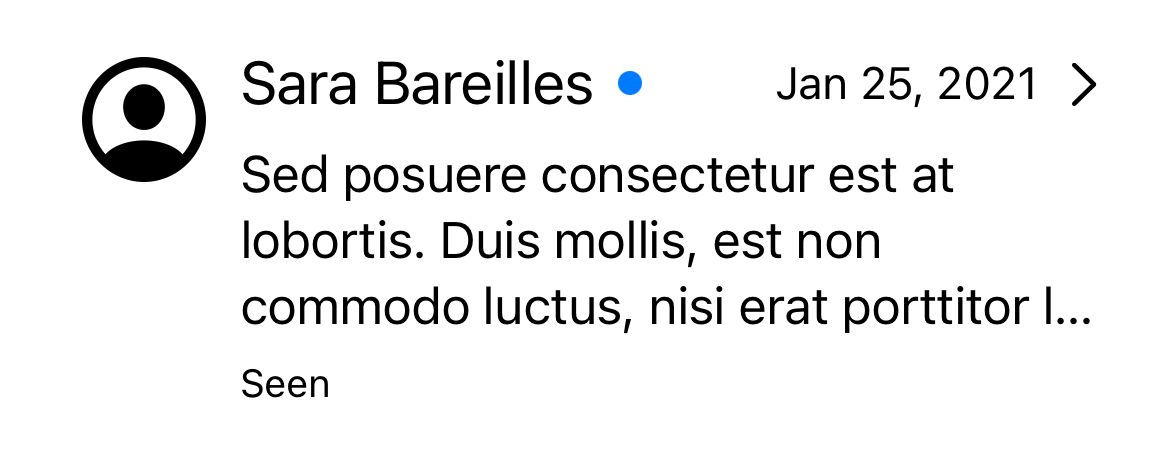 Sara Bareilles
Jan 25, 2021
Sed posuere consectetur est at
lobortis. Duis mollis, est non
commodo luctus, nisi erat porttitor l...
Seen